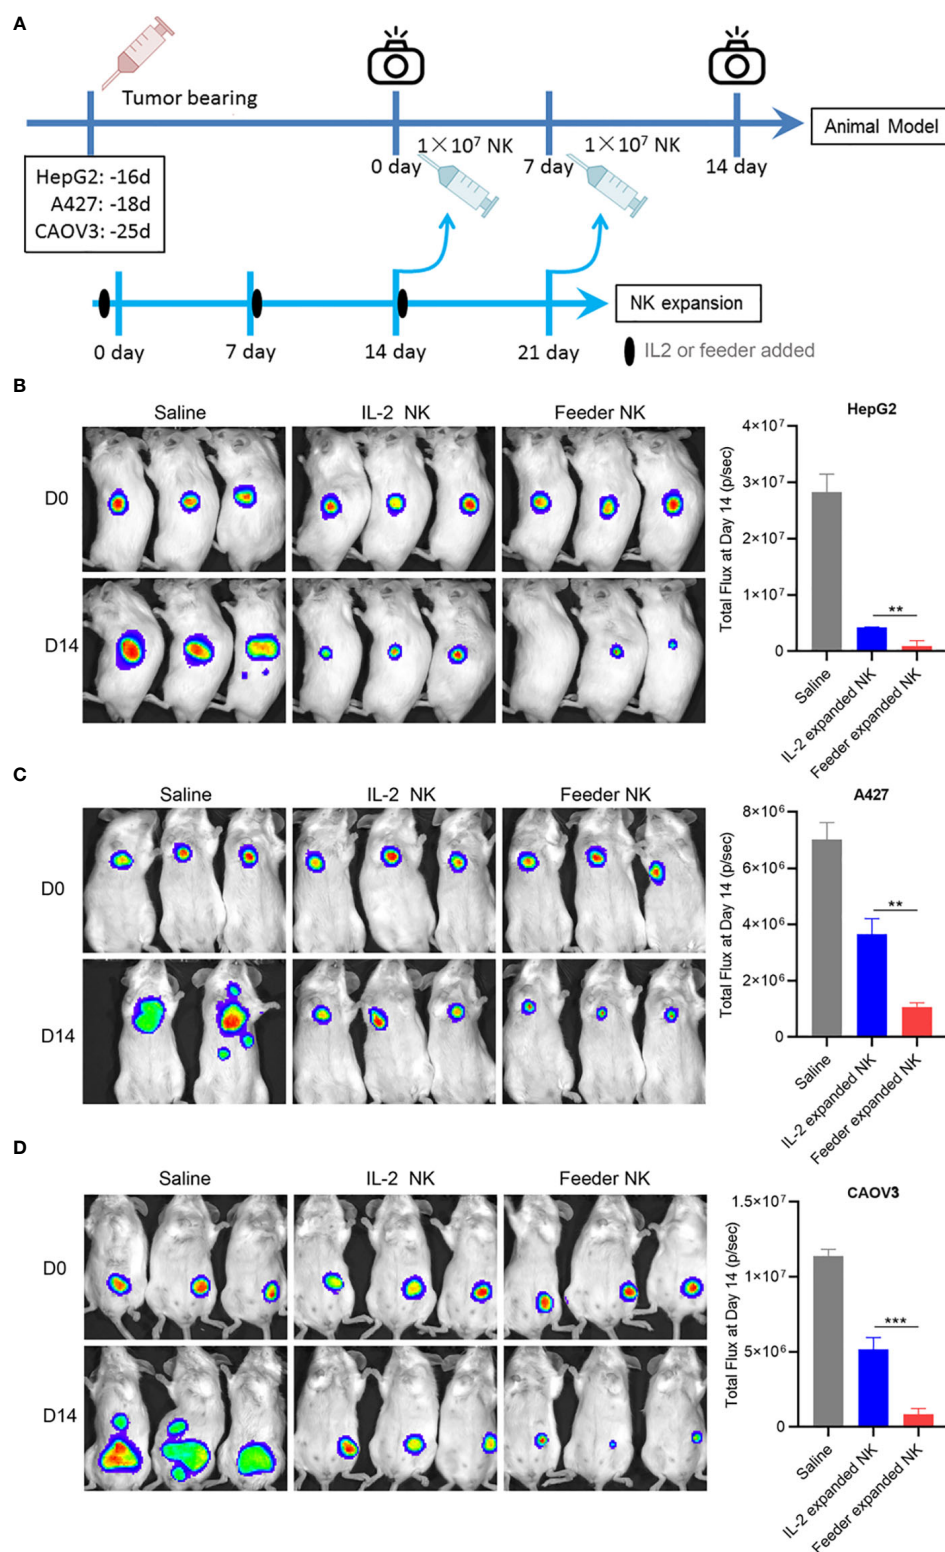 A
Tumor bearing
Animal Model
1×10⁷ NK
1×10⁷ NK
0 day
7 day
14 day
HepG2: -16d
A427: -18d
CAOV3: -25d
NK expansion
0 day
7 day
14 day
21 day
IL2 or feeder added
B
Saline
IL-2 NK
Feeder NK
D0
D14
HepG2
Total Flux at Day 14 (p/sec)
4×10⁷
3×10⁷
2×10⁷
1×10⁷
0
**
Saline
IL-2 expanded NK
Feeder expanded NK
C
Saline
IL-2 NK
Feeder NK
D0
D14
A427
Total Flux at Day 14 (p/sec)
8×10⁶
6×10⁶
4×10⁶
2×10⁶
0
**
Saline
IL-2 expanded NK
Feeder expanded NK
D
Saline
IL-2 NK
Feeder NK
D0
D14
CAOV3
Total Flux at Day 14 (p/sec)
1.5×10⁷
1×10⁷
5×10⁶
0
***
Saline
IL-2 expanded NK
Feeder expanded NK